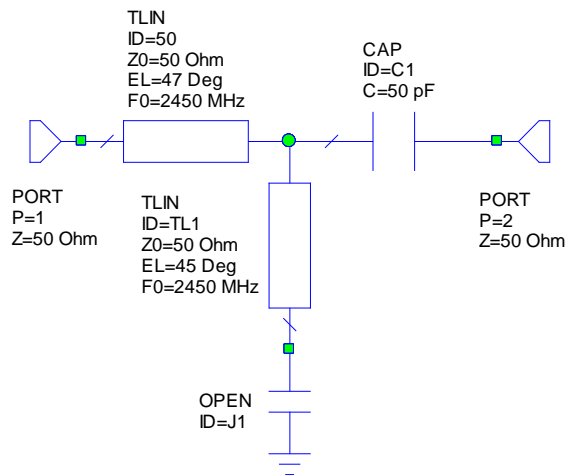 TLIN
ID=50
Z0=50 Ohm
EL=47 Deg
F0=2450 MHz
CAP
ID=C1
C=50 pF
PORT
P=1
Z=50 Ohm
TLIN
ID=TL1
Z0=50 Ohm
EL=45 Deg
F0=2450 MHz
PORT
P=2
Z=50 Ohm
OPEN
ID=J1